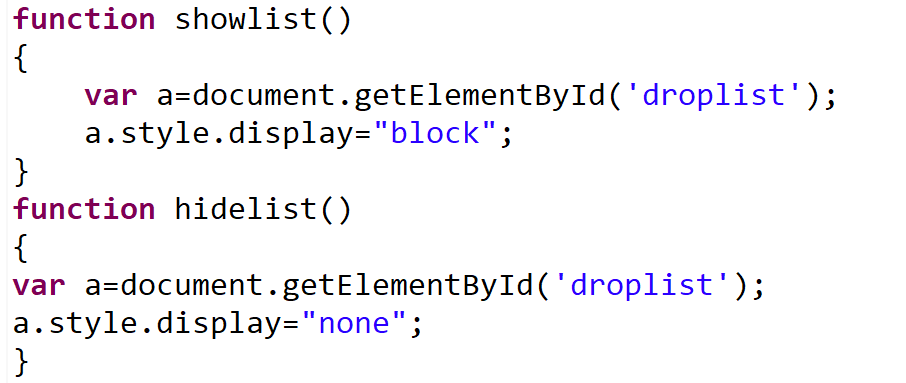 function showlist()
{
    var a=document.getElementById('droplist');
    a.style.display="block";
}
function hidelist()
{
var a=document.getElementById('droplist');
a.style.display="none";
}